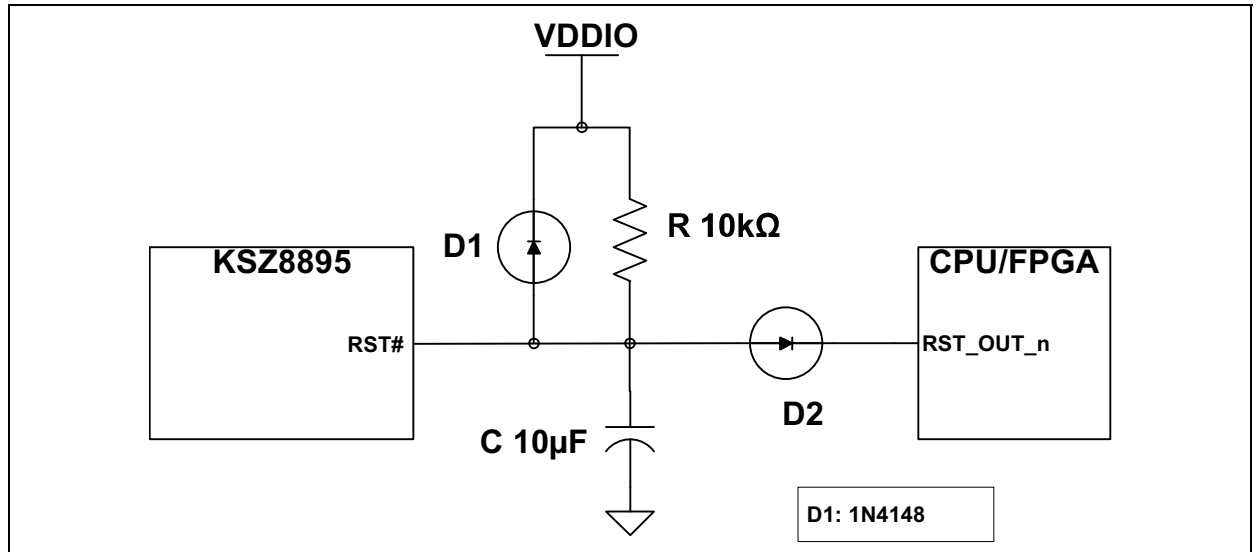 VDDIO
D1
R 10kΩ
KSZ8895
CPU/FPGA
RST#
RST_OUT_n
D2
C 10µF
D1: 1N4148